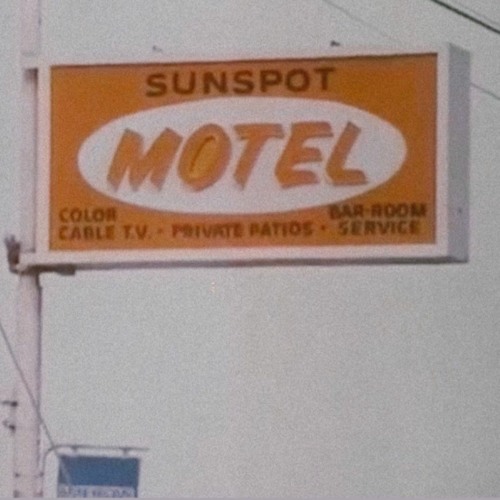 SUNSPOT
MOTEL
COLOR BAR-ROOM
CABLE T.V. · PRIVATE PATIOS · SERVICE